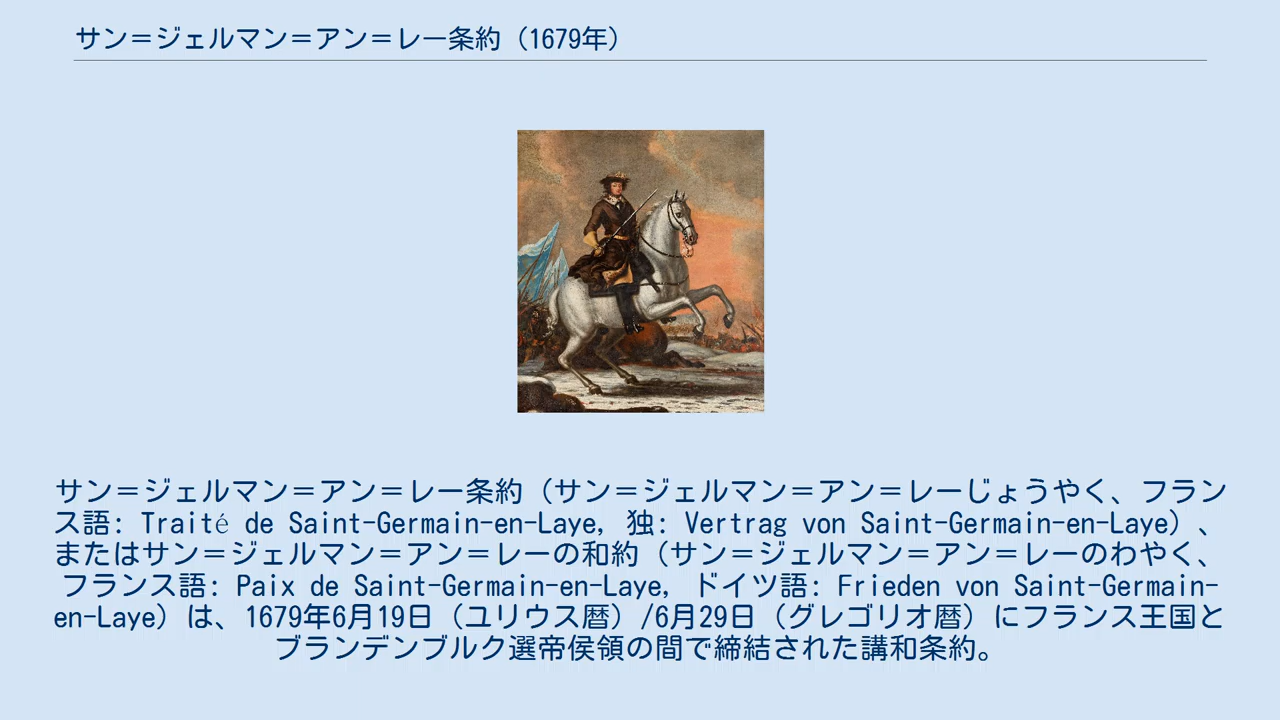 サン＝ジェルマン＝アン＝レー条約（1679年）
サン＝ジェルマン＝アン＝レー条約（サン＝ジェルマン＝アン＝レーじょうやく、フラン
ス語: Traité de Saint-Germain-en-Laye, 独: Vertrag von Saint-Germain-en-Laye）、
またはサン＝ジェルマン＝アン＝レーの和約（サン＝ジェルマン＝アン＝レーのわやく、
フランス語: Paix de Saint-Germain-en-Laye, ドイツ語: Frieden von Saint-Germain-
en-Laye）は、1679年6月19日（ユリウス暦）/6月29日（グレゴリオ暦）にフランス王国と
ブランデンブルク選帝侯領の間で締結された講和条約。